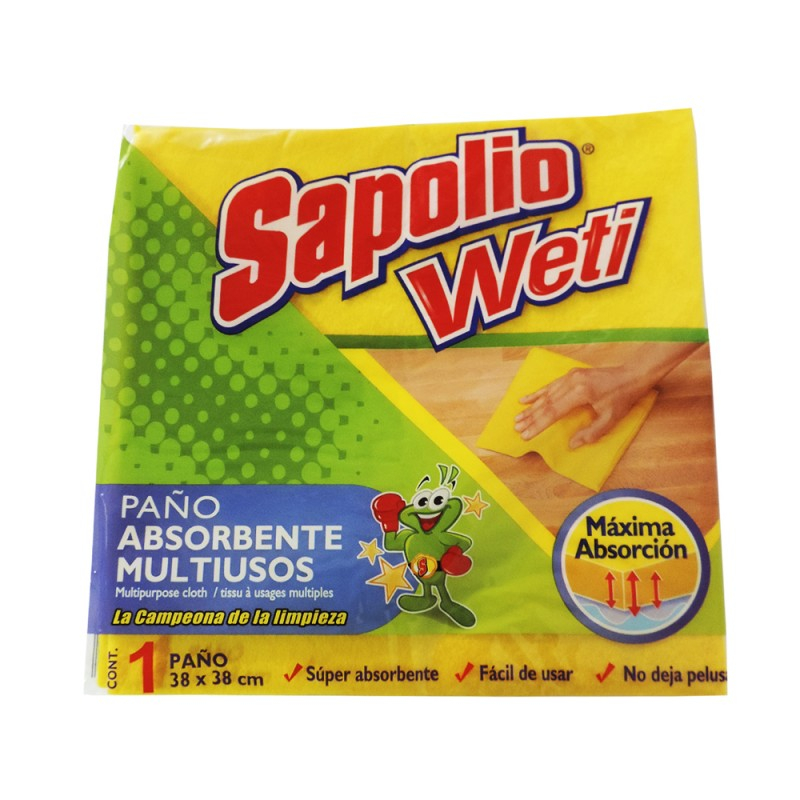 Sapolio®
Weti
PAÑO
ABSORBENTE
MULTIUSOS
Multipurpose cloth / tissu à usages multiples
La Campeona de la limpieza
Máxima
Absorción
CONT. 1 PAÑO
38 x 38 cm
Súper absorbente
Fácil de usar
No deja pelus